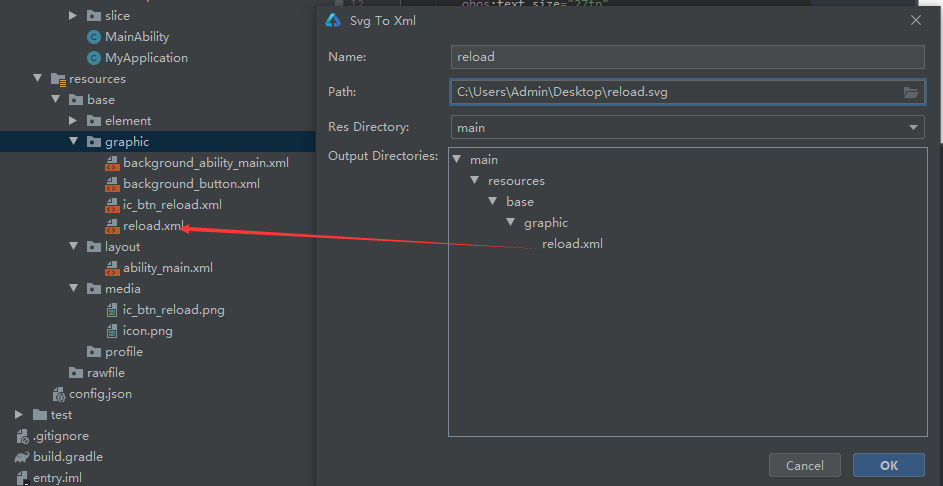 slice
MainAbility
MyApplication
resources
base
element
graphic
background_ability_main.xml
background_button.xml
ic_btn_reload.xml
reload.xml
layout
ability_main.xml
media
ic_btn_reload.png
icon.png
profile
rawfile
config.json
test
.gitignore
build.gradle
entry.iml
12
Svg To Xml
Name:
reload
Path:
C:\Users\Admin\Desktop\reload.svg
Res Directory:
main
Output Directories:
main
resources
base
graphic
reload.xml
Cancel
OK